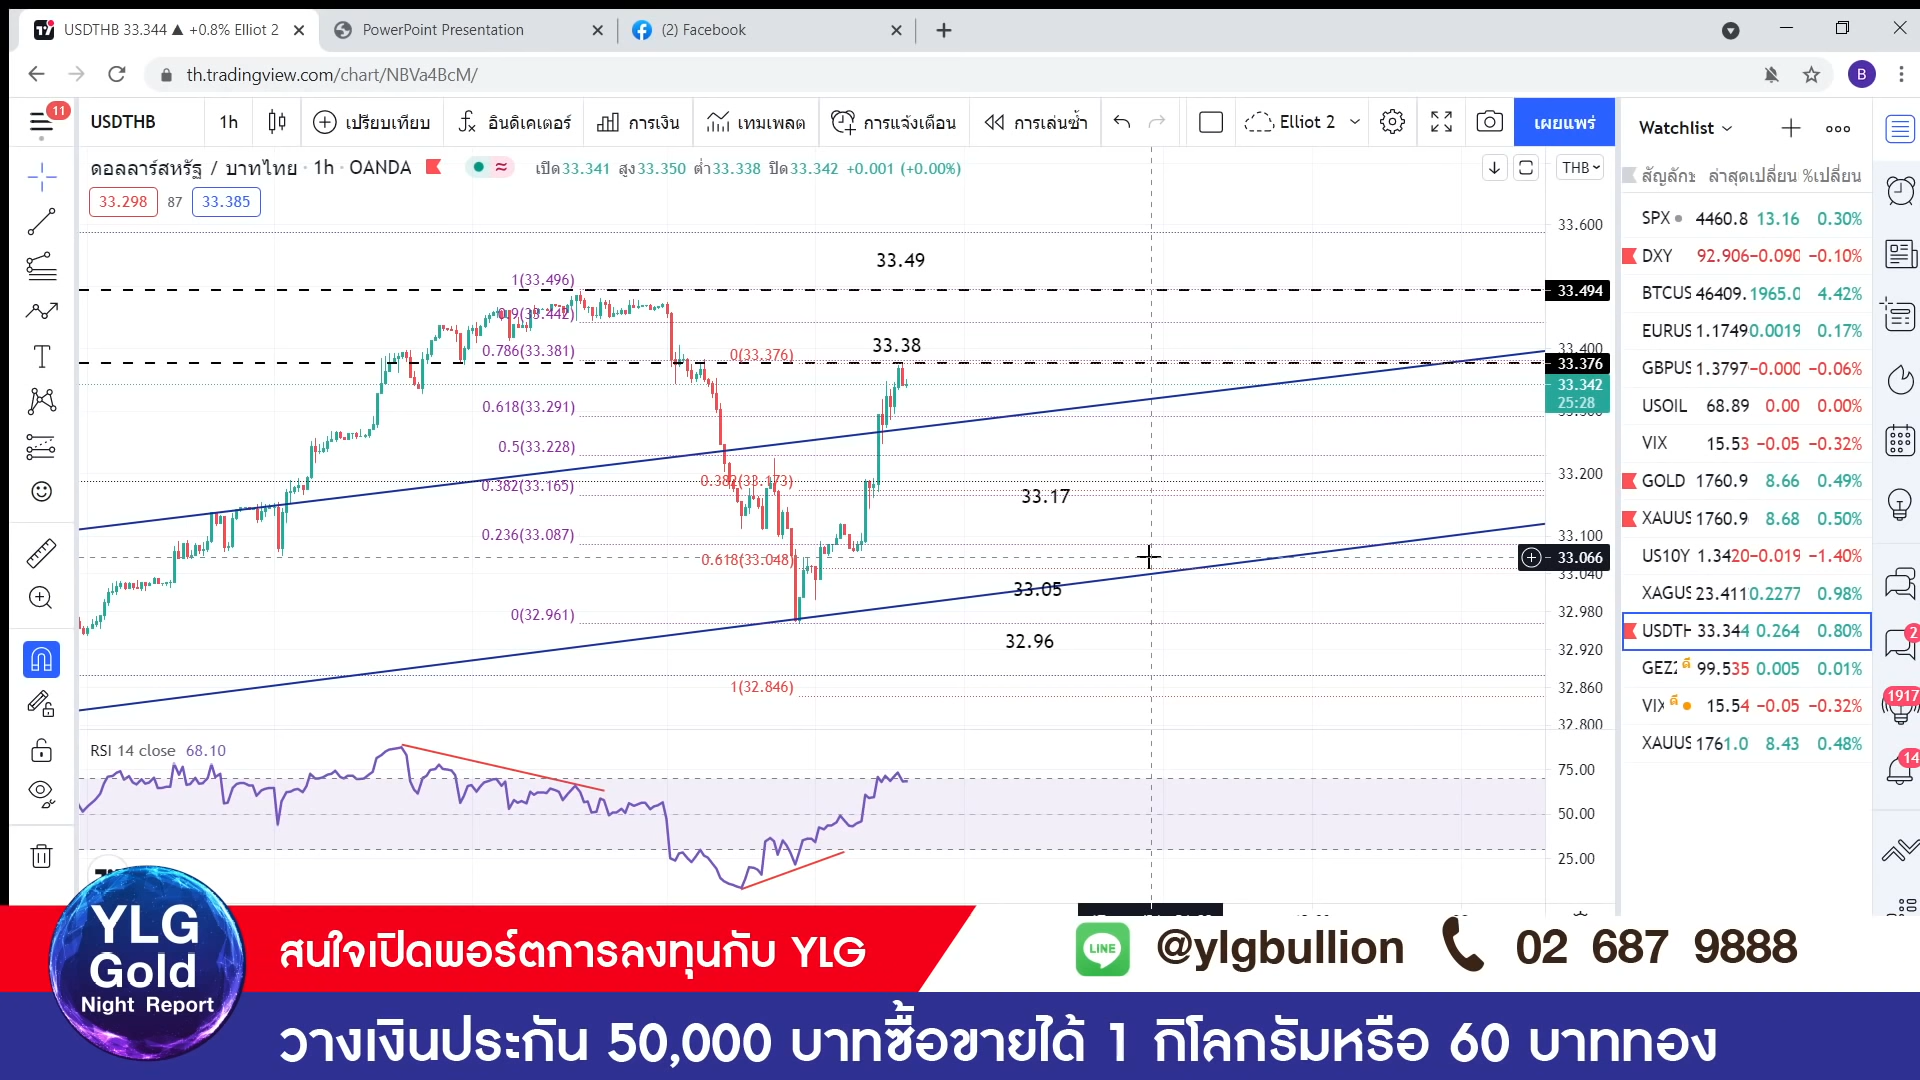 USDTHB 33.344 ▲ +0.8% Elliot 2
PowerPoint Presentation
(2) Facebook
th.tradingview.com/chart/NBVa4BcM/
B
11
USDTHB
1h
เปรียบเทียบ
อินดิเคเตอร์
การเงิน
เทมเพลต
การแจ้งเตือน
การเล่นซ้ำ
Elliot 2
เผยแพร่
ดอลลาร์สหรัฐ / บาทไทย · 1h · OANDA
เปิด33.341 สูง33.350 ต่ำ33.338 ปิด33.342 +0.001 (+0.00%)
THB
33.298 87 33.385
33.49
1(33.496)
0.9(33.442)
0.786(33.381)
0(33.376)
33.38
0.618(33.291)
0.5(33.228)
0.382(33.173)
0.382(33.165)
33.17
0.236(33.087)
0.618(33.048)
33.05
0(32.961)
32.96
1(32.846)
33.600
33.494
33.400
33.376
33.342
25:28
33.200
33.100
33.066
33.040
32.980
32.920
32.860
32.800
RSI 14 close 68.10
75.00
50.00
25.00
Watchlist
สัญลักษ ล่าสุด เปลี่ยน %เปลี่ยน
SPX 4460.8 13.16 0.30%
DXY 92.906 -0.090 -0.10%
BTCUS 46409. 1965.0 4.42%
EURUS 1.1749 0.0019 0.17%
GBPUS 1.3797 -0.000 -0.06%
USOIL 68.89 0.00 0.00%
VIX 15.53 -0.05 -0.32%
GOLD 1760.9 8.66 0.49%
XAUUS 1760.9 8.68 0.50%
US10Y 1.3420 -0.019 -1.40%
XAGUS 23.411 0.2277 0.98%
USDTH 33.344 0.264 0.80%
GEZ2 ดี 99.535 0.005 0.01%
VIX ดี 15.54 -0.05 -0.32%
XAUUS 1761.0 8.43 0.48%
2
1917
14
YLG
Gold
Night Report
สนใจเปิดพอร์ตการลงทุนกับ YLG
LINE
@ylgbullion
02 687 9888
วางเงินประกัน 50,000 บาทซื้อขายได้ 1 กิโลกรัมหรือ 60 บาททอง